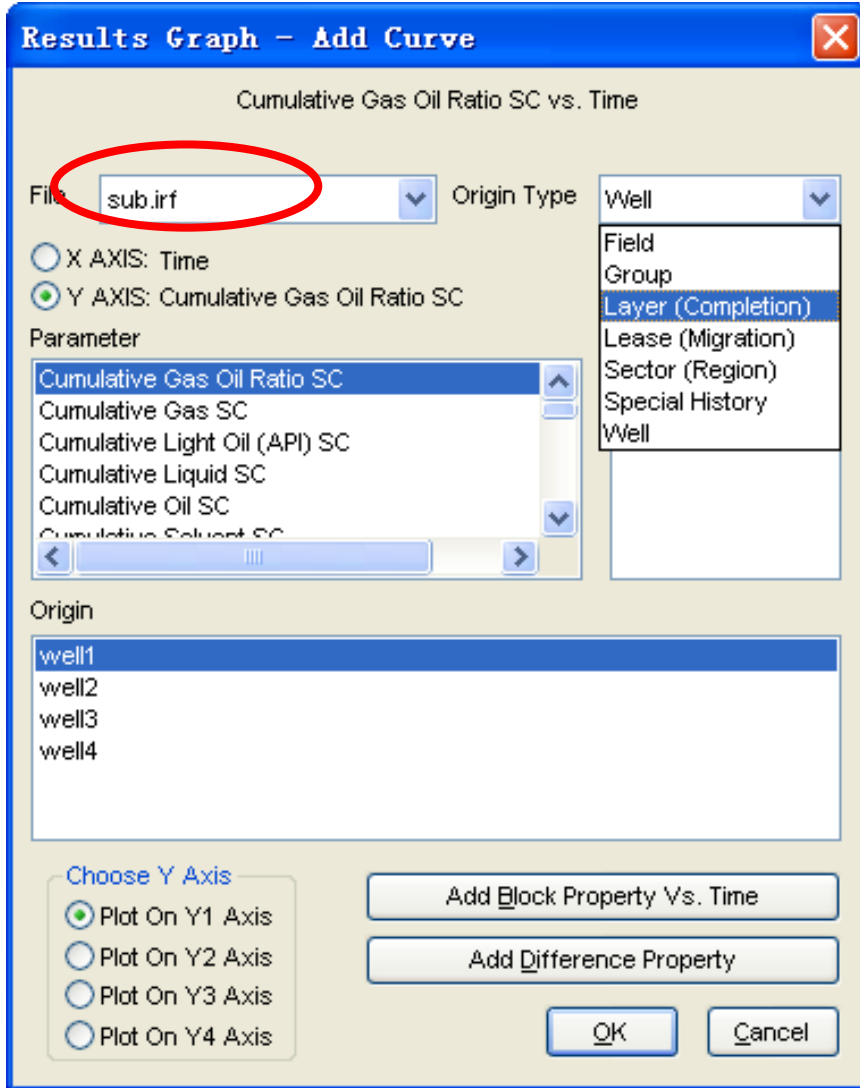 Results Graph - Add Curve
Cumulative Gas Oil Ratio SC vs. Time
File
sub.irf
Origin Type
Well
X AXIS: Time
Y AXIS: Cumulative Gas Oil Ratio SC
Field
Group
Layer (Completion)
Lease (Migration)
Sector (Region)
Special History
Well
Parameter
Cumulative Gas Oil Ratio SC
Cumulative Gas SC
Cumulative Light Oil (API) SC
Cumulative Liquid SC
Cumulative Oil SC
Cumulative Solvent SC
Origin
well1
well2
well3
well4
Choose Y Axis
Plot On Y1 Axis
Plot On Y2 Axis
Plot On Y3 Axis
Plot On Y4 Axis
Add Block Property Vs. Time
Add Difference Property
OK
Cancel